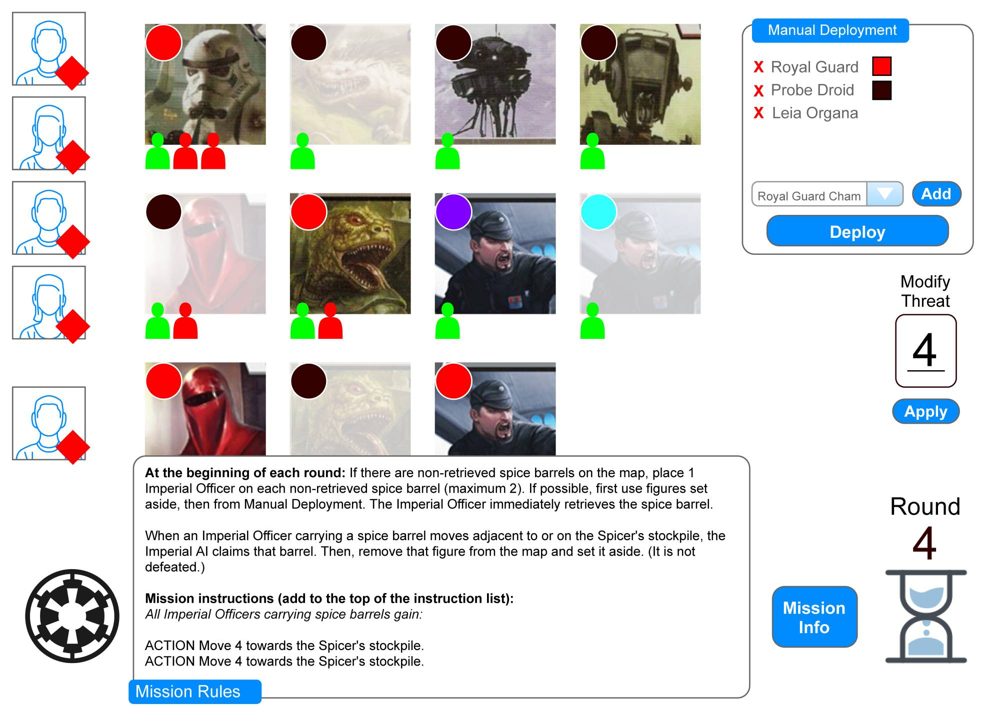 Manual Deployment
X Royal Guard
X Probe Droid
X Leia Organa
Royal Guard Cham
Add
Deploy
Modify
Threat
4
Apply
At the beginning of each round: If there are non-retrieved spice barrels on the map, place 1
Imperial Officer on each non-retrieved spice barrel (maximum 2). If possible, first use figures set
aside, then from Manual Deployment. The Imperial Officer immediately retrieves the spice barrel.
When an Imperial Officer carrying a spice barrel moves adjacent to or on the Spicer's stockpile, the
Imperial AI claims that barrel. Then, remove that figure from the map and set it aside. (It is not
defeated.)
Mission instructions (add to the top of the instruction list):
All Imperial Officers carrying spice barrels gain:
ACTION Move 4 towards the Spicer's stockpile.
ACTION Move 4 towards the Spicer's stockpile.
Mission Rules
Round
4
Mission
Info